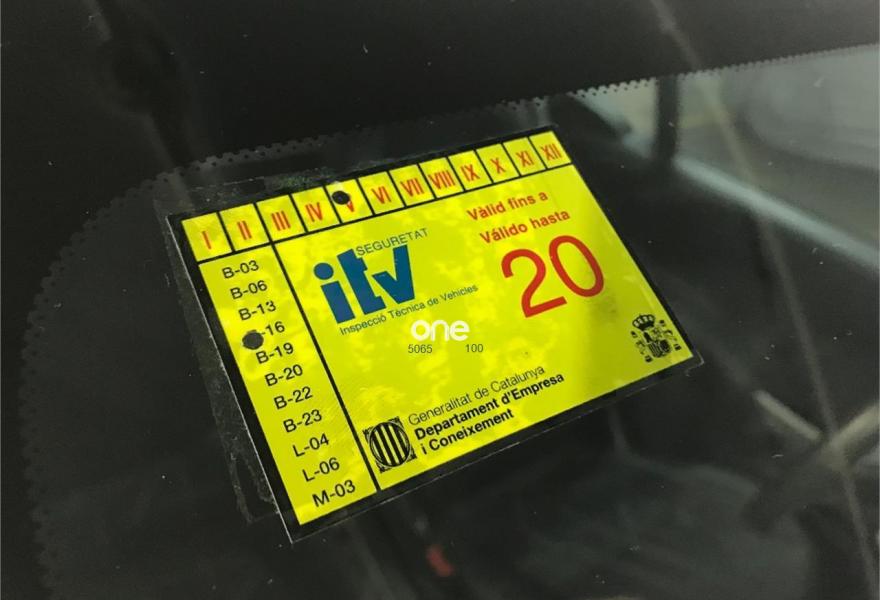 I II III IV V VI VII VIII IX X XI XII
Vàlid fins a
Válido hasta
20
SEGURETAT
itv
Inspecció Tècnica de Vehicles
one
5065 100
B-03
B-06
B-13
-16
B-19
B-20
B-22
B-23
L-04
L-06
M-03
Generalitat de Catalunya
Departament d'Empresa
i Coneixement